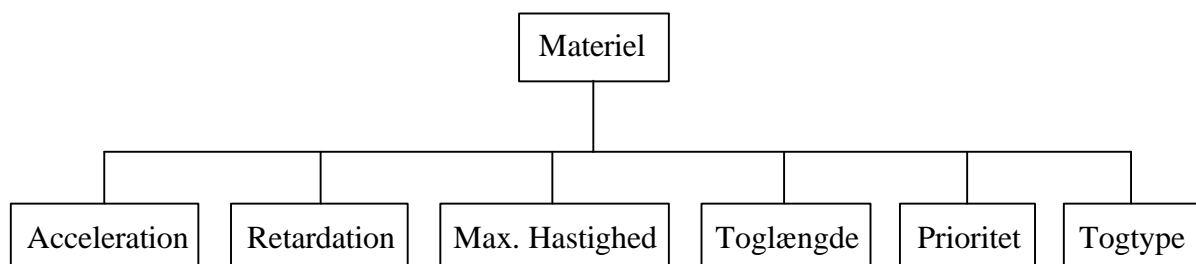 Materiel
Acceleration
Retardation
Max. Hastighed
Toglængde
Prioritet
Togtype